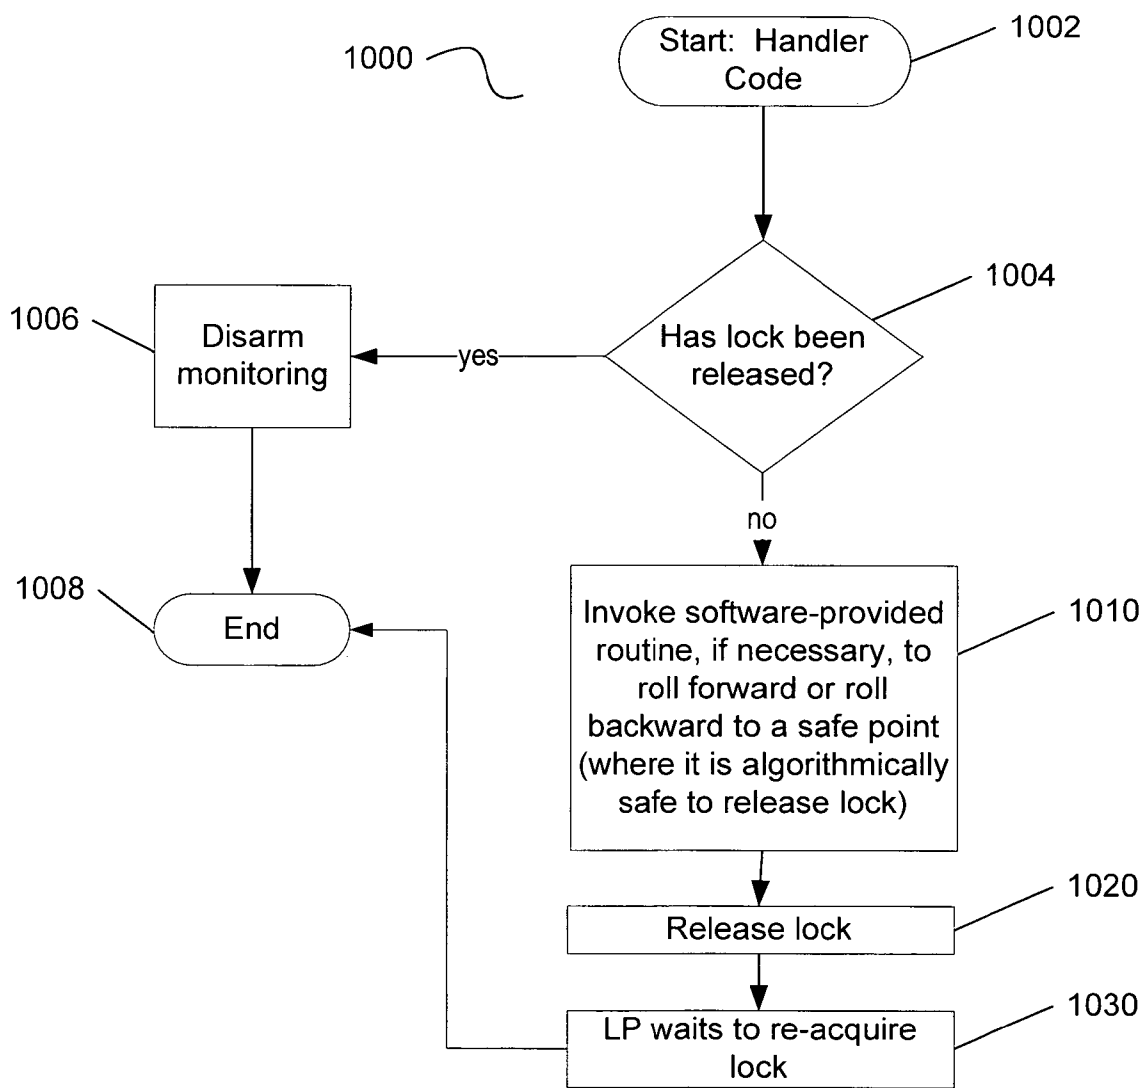 1000
Start: Handler
Code
1002
Has lock been
released?
1004
yes
Disarm
monitoring
1006
End
1008
no
Invoke software-provided
routine, if necessary, to
roll forward or roll
backward to a safe point
(where it is algorithmically
safe to release lock)
1010
Release lock
1020
LP waits to re-acquire
lock
1030